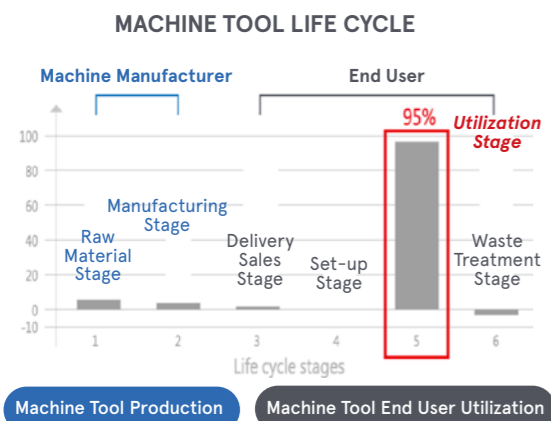 MACHINE TOOL LIFE CYCLE
Machine Manufacturer
End User
95%
Utilization
Stage
100
80
60
40
20
0
-10
Raw
Material
Stage
Manufacturing
Stage
Delivery
Sales
Stage
Set-up
Stage
Waste
Treatment
Stage
1 2 3 4 5 6
Life cycle stages
Machine Tool Production
Machine Tool End User Utilization